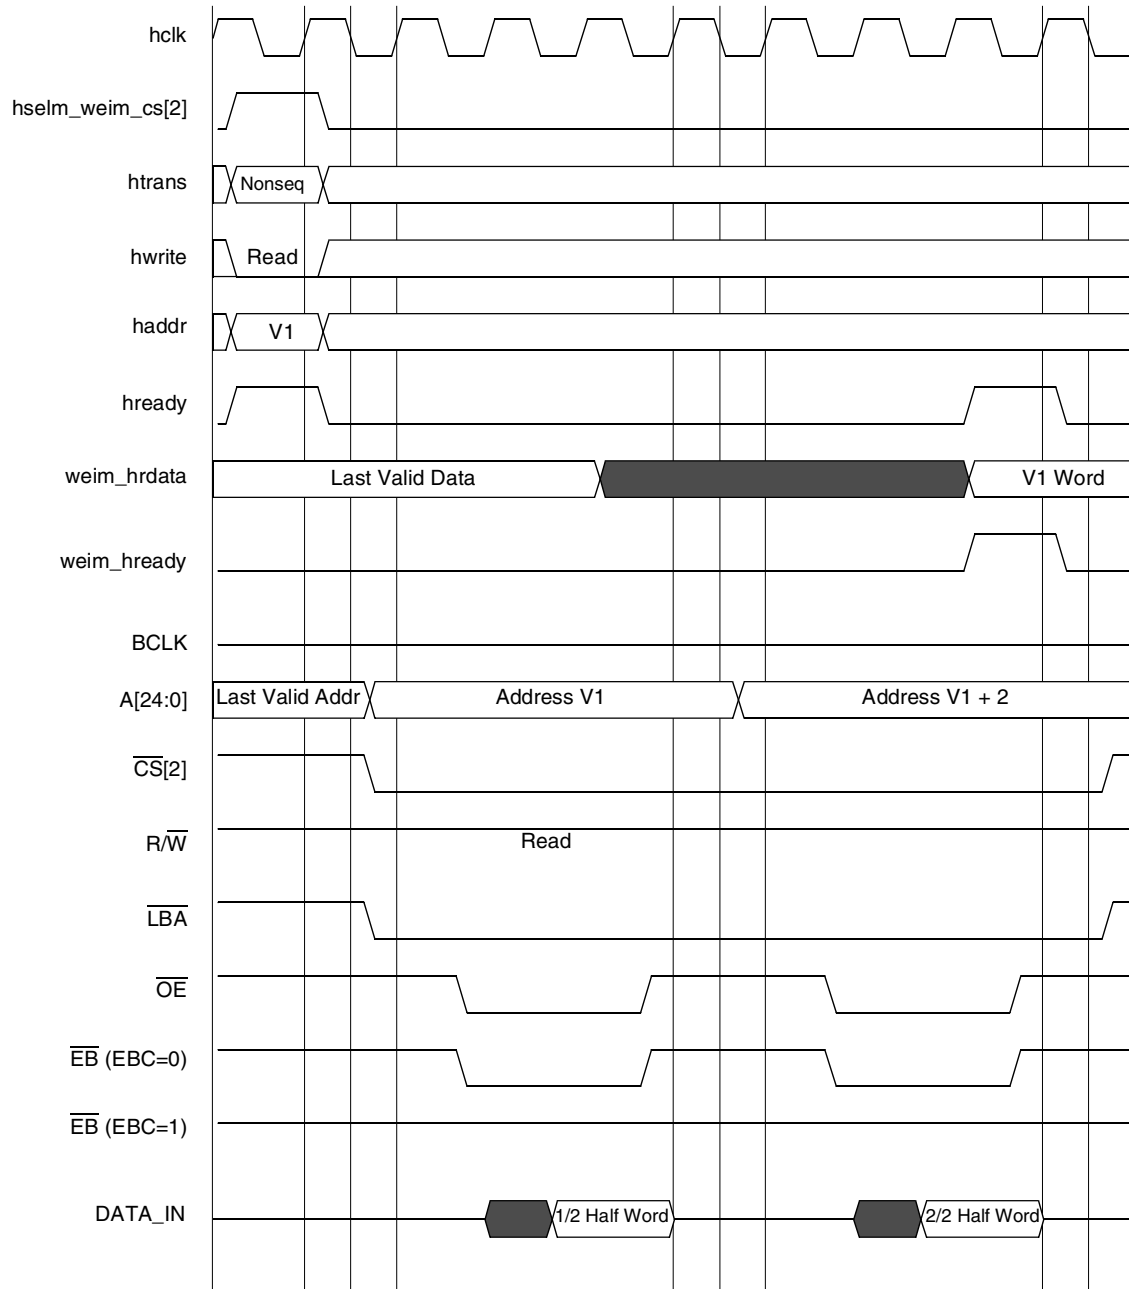 hclk
hselm_weim_cs[2]
htrans Nonseq
hwrite Read
haddr V1
hready
weim_hrdata Last Valid Data V1 Word
weim_hready
BCLK
A[24:0] Last Valid Addr Address V1 Address V1 + 2
CS[2]
R/W Read
LBA
OE
EB (EBC=0)
EB (EBC=1)
DATA_IN 1/2 Half Word 2/2 Half Word